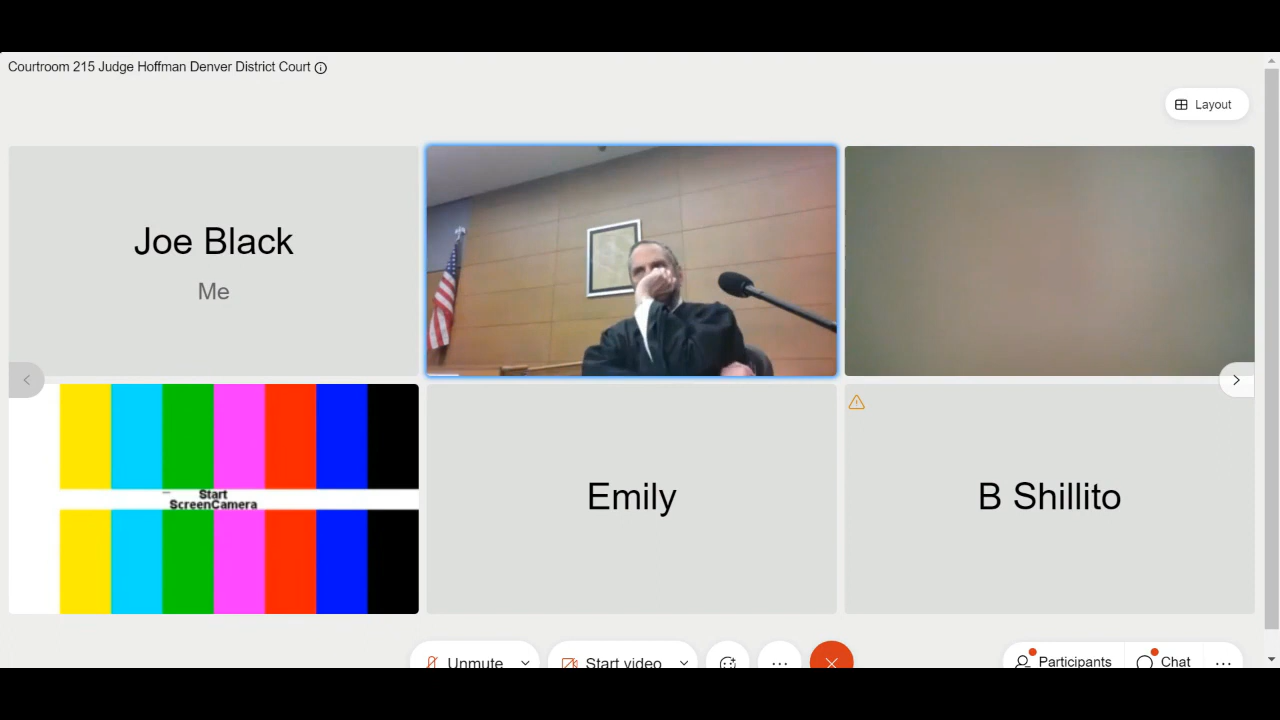 Courtroom 215 Judge Hoffman Denver District Court
Layout
Joe Black
Me
Start
ScreenCamera
Emily
B Shillito
Unmute
Start video
Participants
Chat